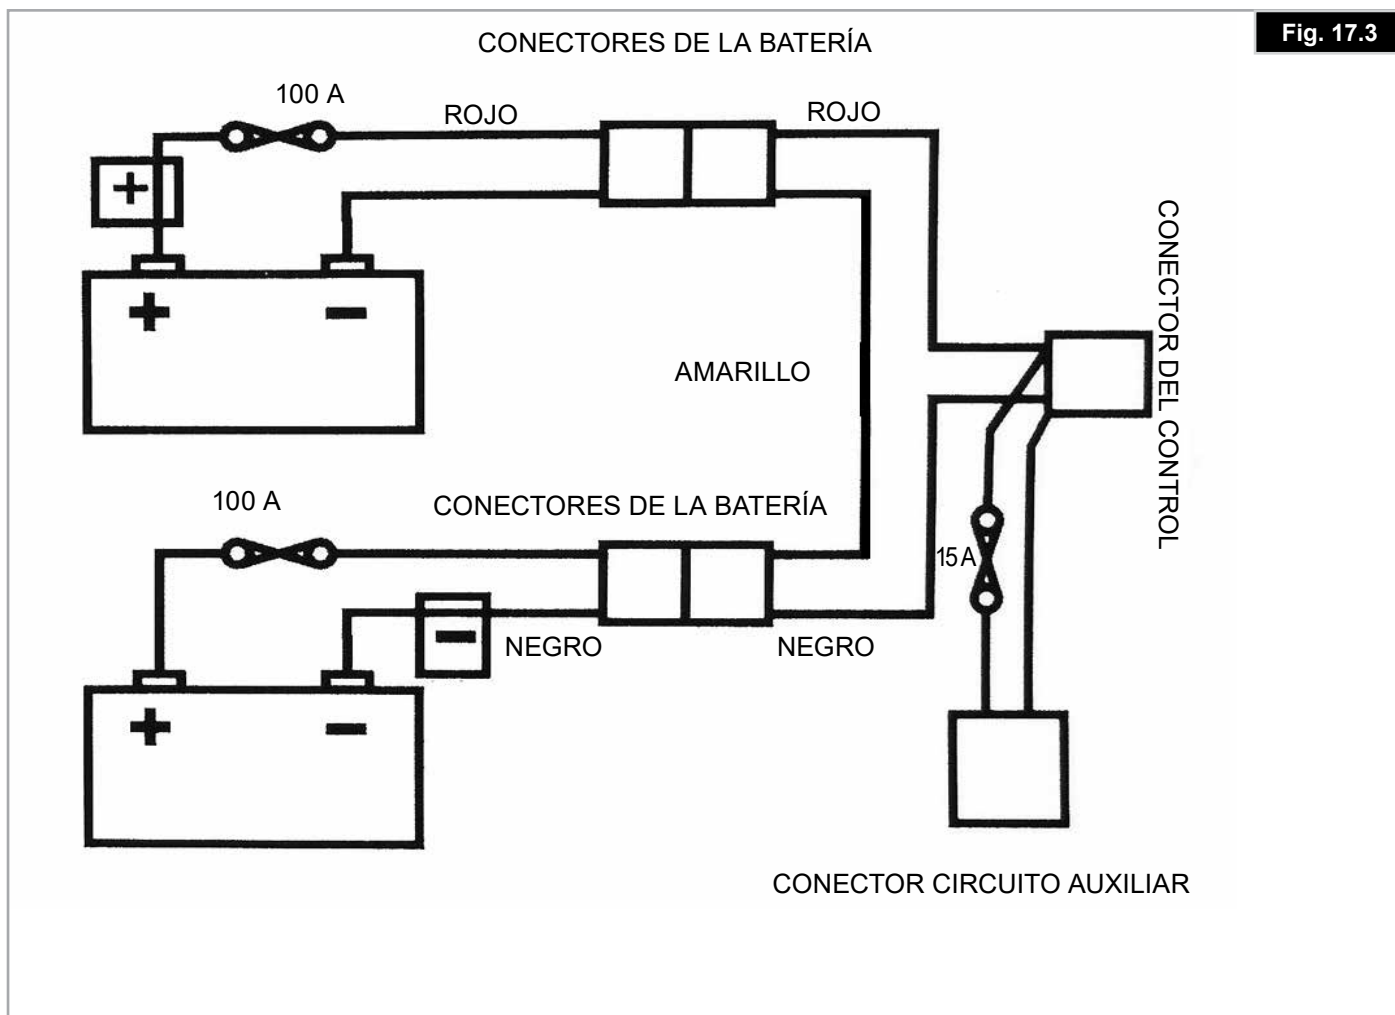 Fig. 17.3
CONECTORES DE LA BATERÍA
100 A
ROJO
ROJO
+
+
−
CONECTOR DEL CONTROL
AMARILLO
100 A
CONECTORES DE LA BATERÍA
15 A
−
NEGRO
NEGRO
+
−
CONECTOR CIRCUITO AUXILIAR